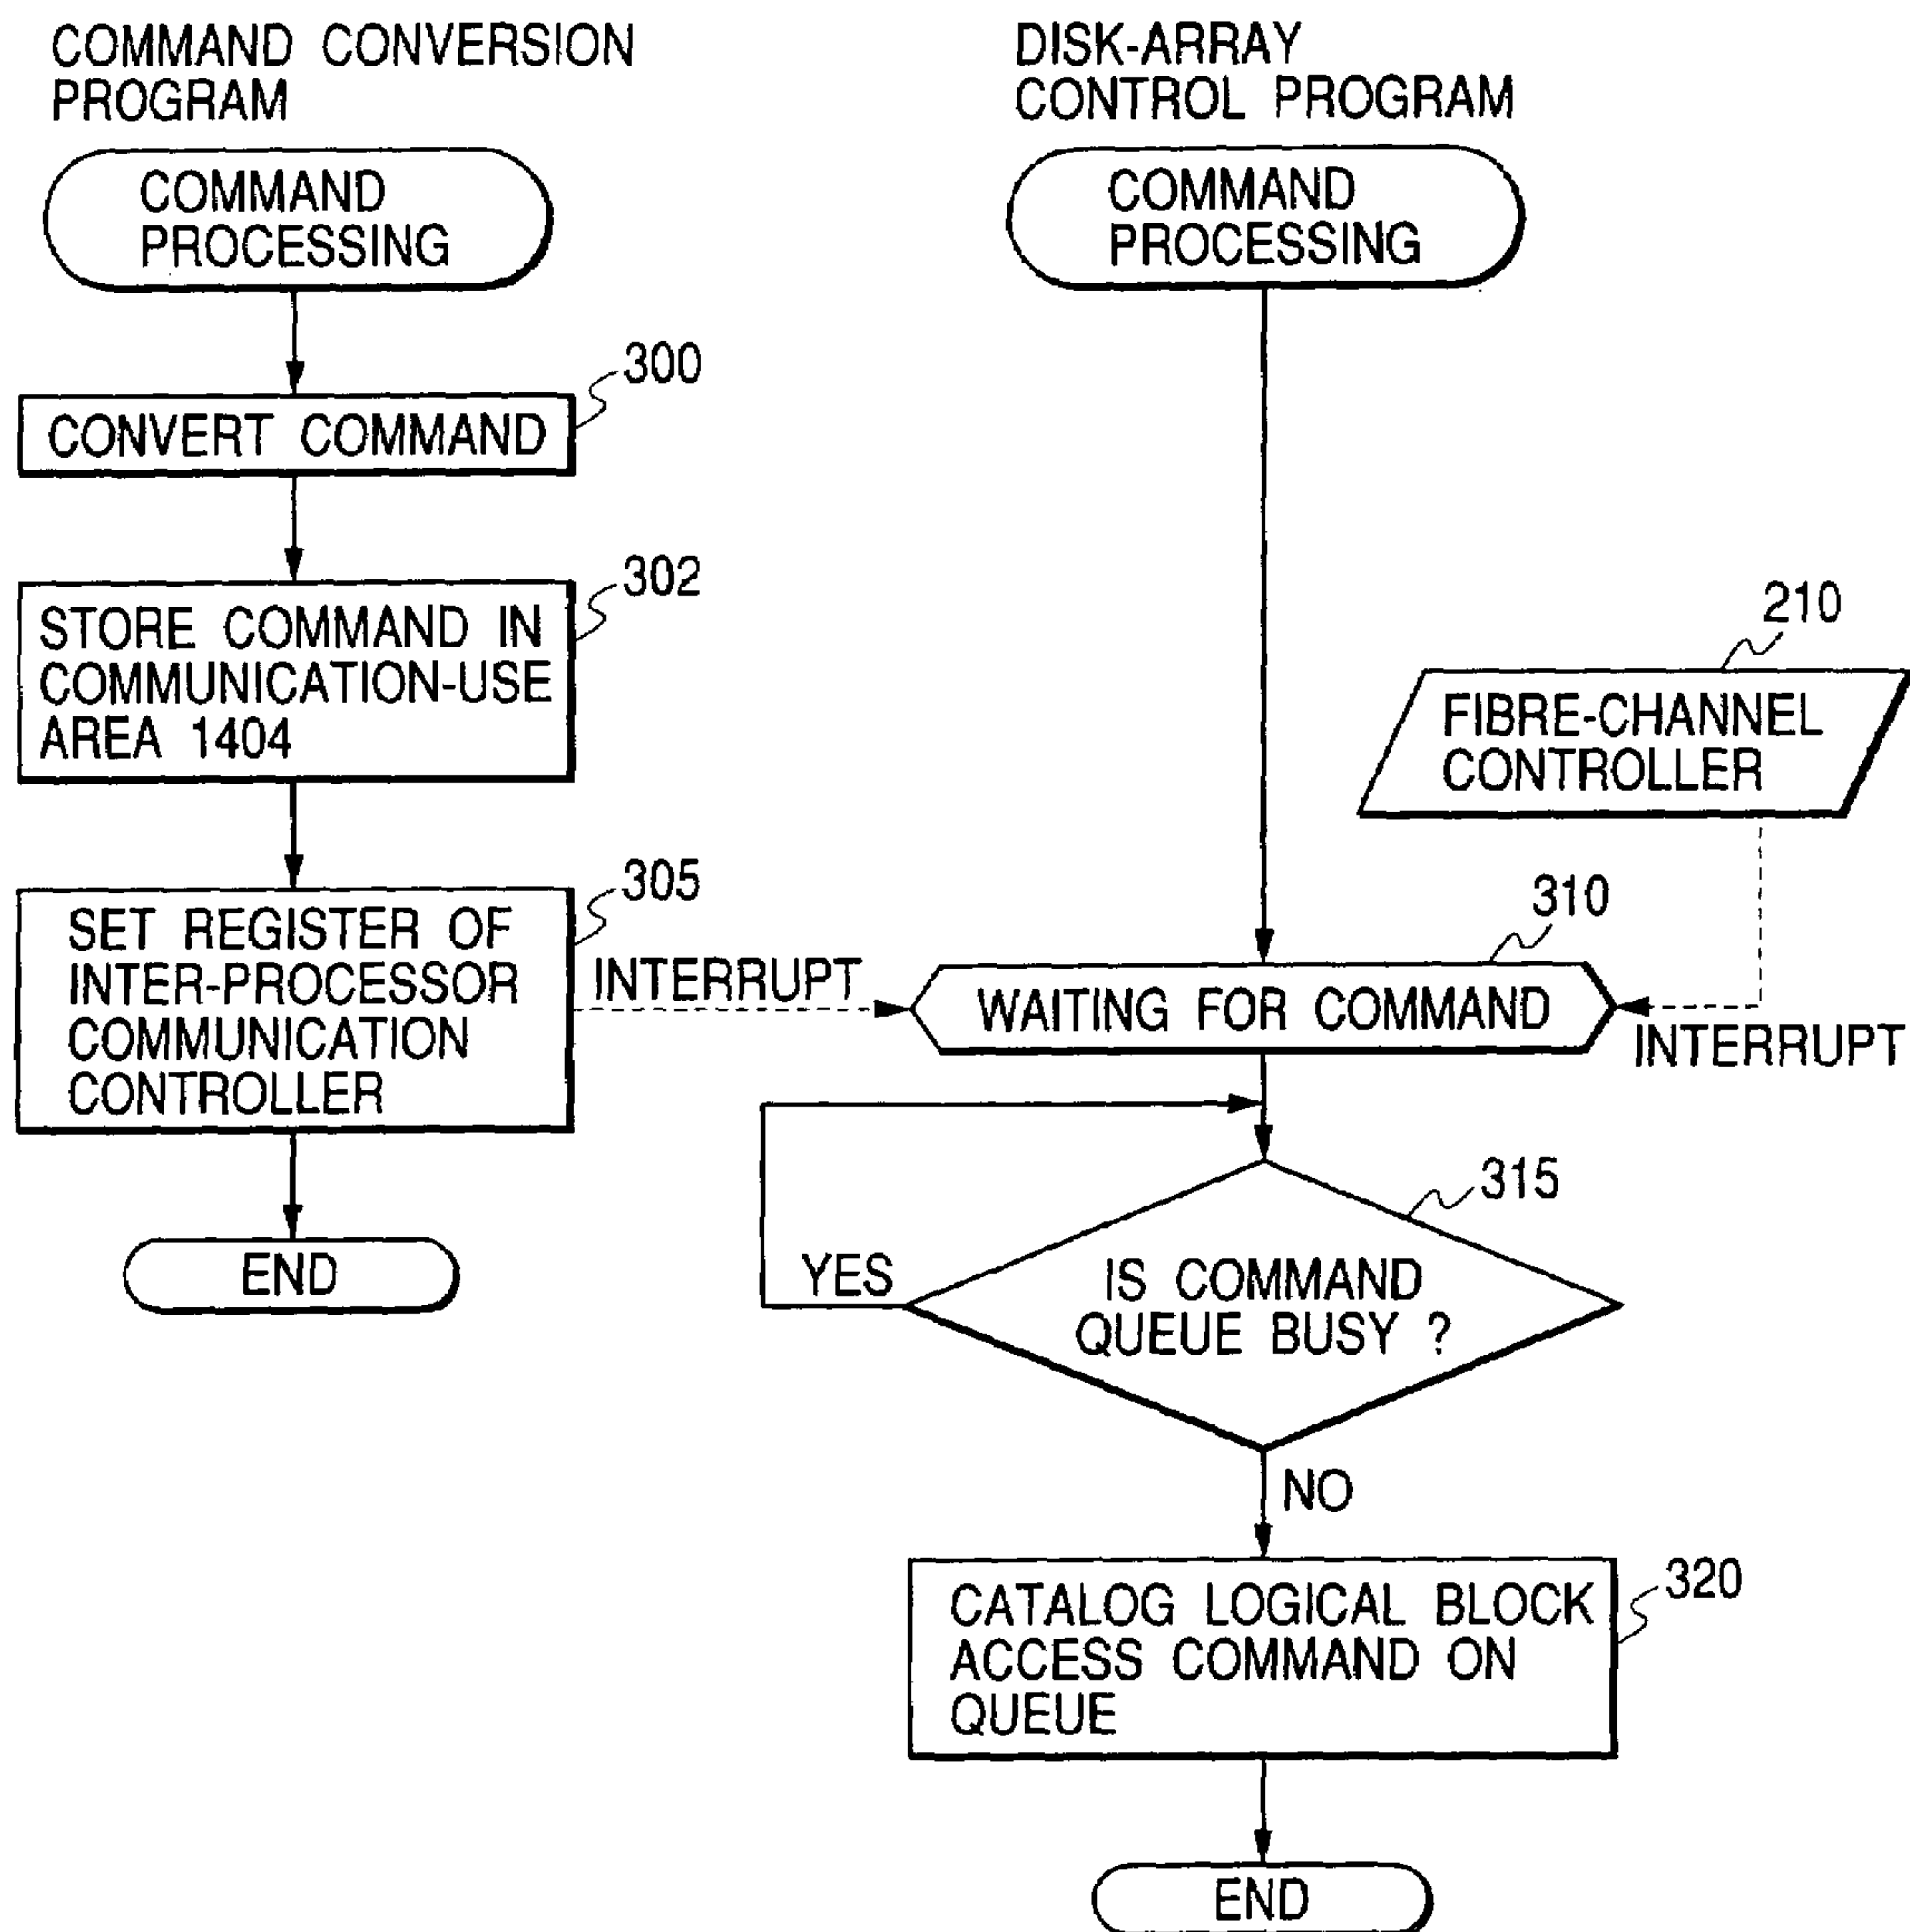 COMMAND CONVERSION
PROGRAM
COMMAND
PROCESSING
300
CONVERT COMMAND
302
STORE COMMAND IN
COMMUNICATION-USE
AREA 1404
305
SET REGISTER OF
INTER-PROCESSOR
COMMUNICATION
CONTROLLER
INTERRUPT
END
DISK-ARRAY
CONTROL PROGRAM
COMMAND
PROCESSING
210
FIBRE-CHANNEL
CONTROLLER
310
WAITING FOR COMMAND
INTERRUPT
315
YES
IS COMMAND
QUEUE BUSY ?
NO
320
CATALOG LOGICAL BLOCK
ACCESS COMMAND ON
QUEUE
END